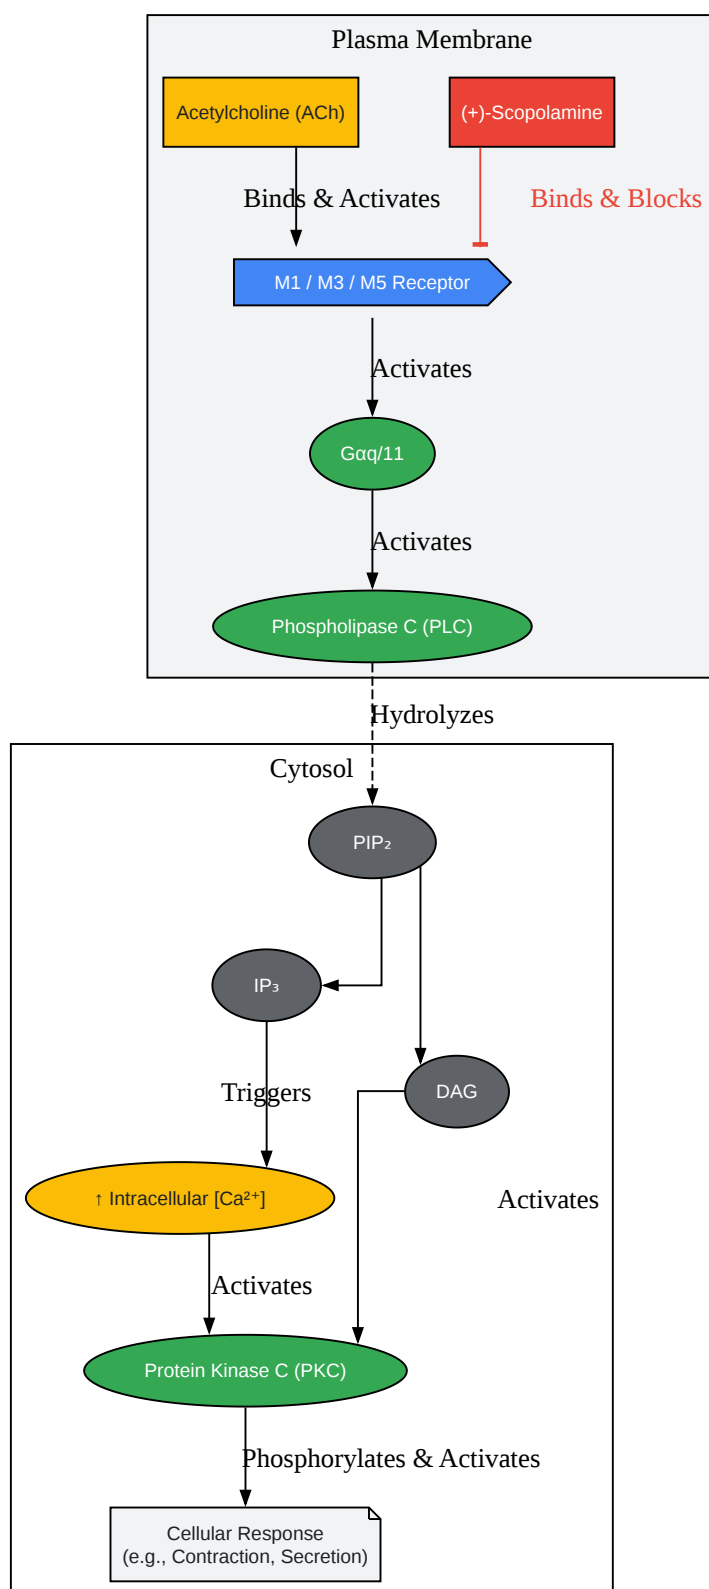 Plasma Membrane
Acetylcholine (ACh)
(+)-Scopolamine
Binds & Activates
Binds & Blocks
M1 / M3 / M5 Receptor
Activates
Gαq/11
Activates
Phospholipase C (PLC)
Hydrolyzes
Cytosol
PIP₂
IP₃
Triggers
DAG
↑ Intracellular [Ca²⁺]
Activates
Activates
Protein Kinase C (PKC)
Phosphorylates & Activates
Cellular Response
(e.g., Contraction, Secretion)